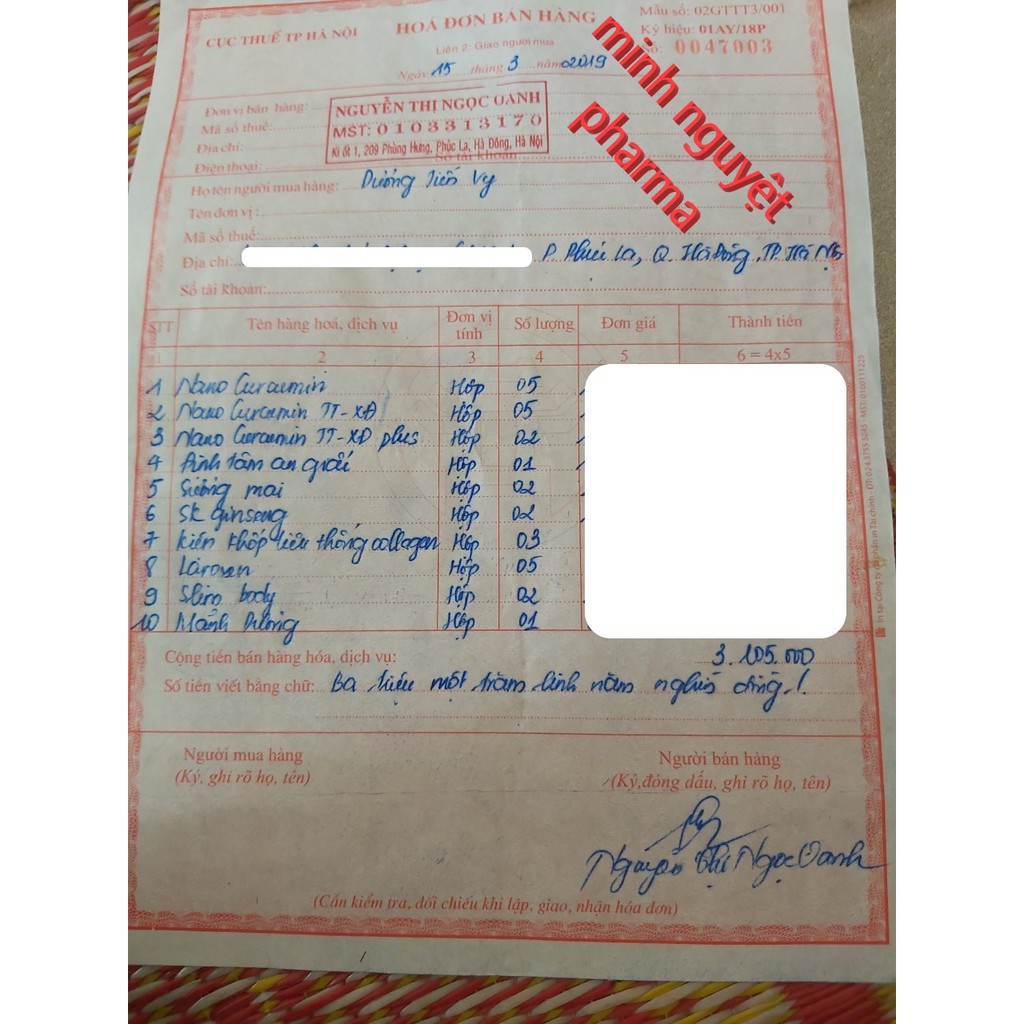 CỤC THUẾ TP HÀ NỘI
HOÁ ĐƠN BÁN HÀNG
Liên 2: Giao người mua
Ngày 15 tháng 3 năm 2019
Mẫu số: 02GTTT3/001
Ký hiệu: 01AY/18P
Số: 0047003
minh nguyệt
pharma
Đơn vị bán hàng:
Mã số thuế:
Địa chỉ:
Điện thoại: Số tài khoản
NGUYỄN THỊ NGỌC OANH
MST: 0103313170
Ki ốt 1, 209 Phùng Hưng, Phúc La, Hà Đông, Hà Nội
Họ tên người mua hàng: Dương Tiến Vy
Tên đơn vị:
Mã số thuế:
Địa chỉ: P. Phúc La, Q. Hà Đông, TP. Hà Nội
Số tài khoản:
STT Tên hàng hoá, dịch vụ Đơn vị tính Số lượng Đơn giá Thành tiền
1 2 3 4 5 6 = 4x5
1 Nano Curcumin Hộp 05
2 Nano Curcumin TT-XĐ Hộp 05
3 Nano Curcumin TT-XĐ plus Hộp 02
4 Định tâm an Hộp 01
5 Sương mai Hộp 02
6 SK ginseng Hộp 02
7 Kiện khớp tiêu thống collagen Hộp 03
8 Hộp 05
9 Slim body Hộp 02
10 Mãnh Dương Hộp 01
Cộng tiền bán hàng hóa, dịch vụ: 3.105.000
Số tiền viết bằng chữ: Ba triệu một trăm linh năm nghìn đồng./.
Người mua hàng
(Ký, ghi rõ họ, tên)
Người bán hàng
(Ký, đóng dấu, ghi rõ họ, tên)
Nguyễn Thị Ngọc Oanh
(Cần kiểm tra, đối chiếu khi lập, giao, nhận hóa đơn)